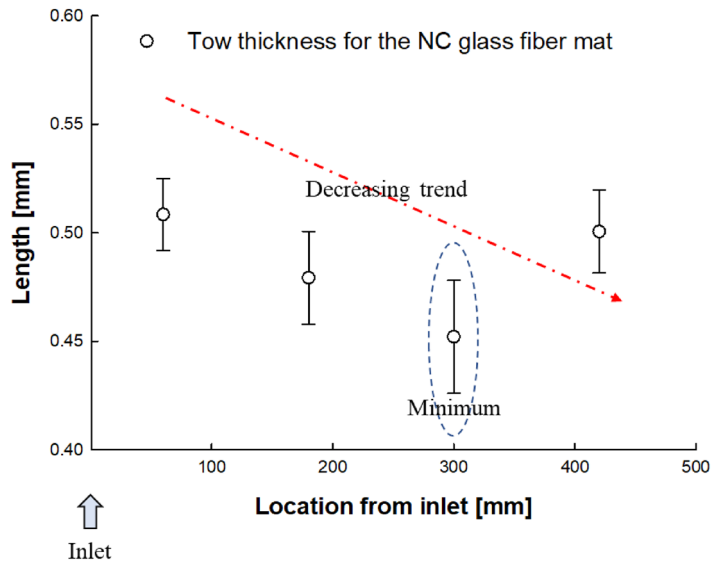 0.60
Tow thickness for the NC glass fiber mat
0.55
Decreasing trend
0.50
Length [mm]
0.45
Minimum
0.40
100 200 300 400 500
Location from inlet [mm]
Inlet